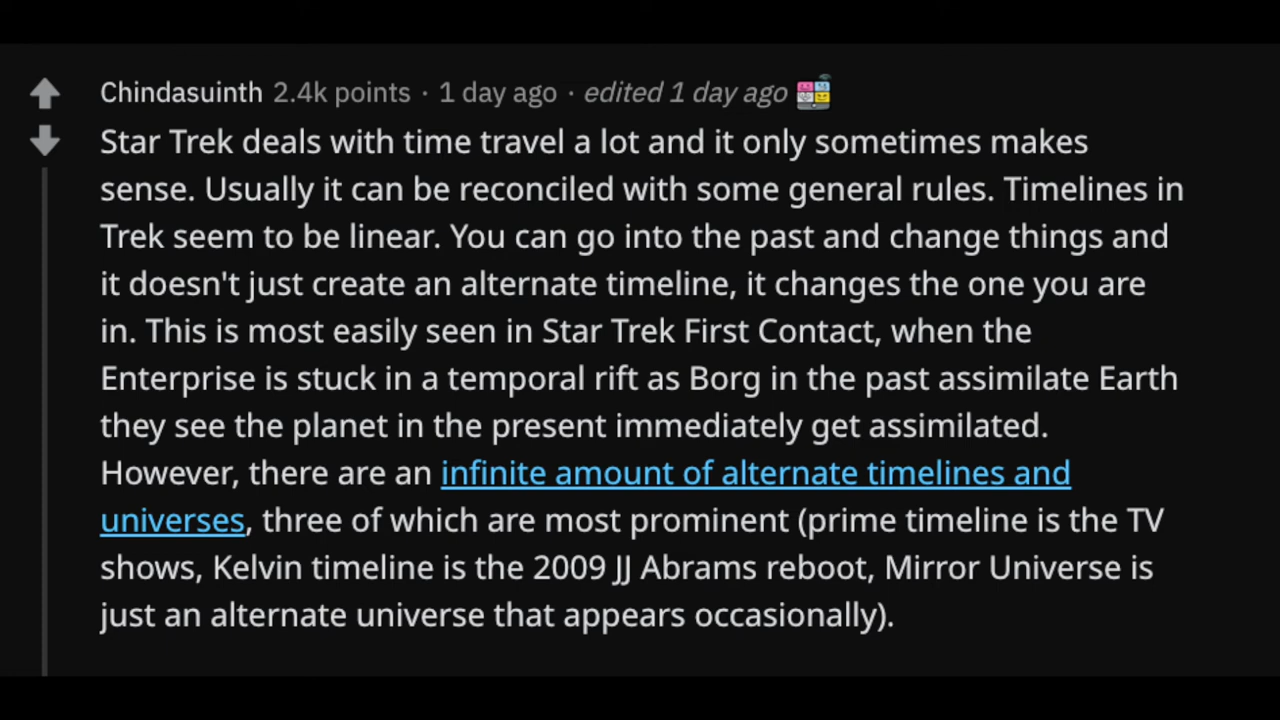 Chindasuinth 2.4k points · 1 day ago · edited 1 day ago
Star Trek deals with time travel a lot and it only sometimes makes
sense. Usually it can be reconciled with some general rules. Timelines in
Trek seem to be linear. You can go into the past and change things and
it doesn't just create an alternate timeline, it changes the one you are
in. This is most easily seen in Star Trek First Contact, when the
Enterprise is stuck in a temporal rift as Borg in the past assimilate Earth
they see the planet in the present immediately get assimilated.
However, there are an infinite amount of alternate timelines and
universes, three of which are most prominent (prime timeline is the TV
shows, Kelvin timeline is the 2009 JJ Abrams reboot, Mirror Universe is
just an alternate universe that appears occasionally).